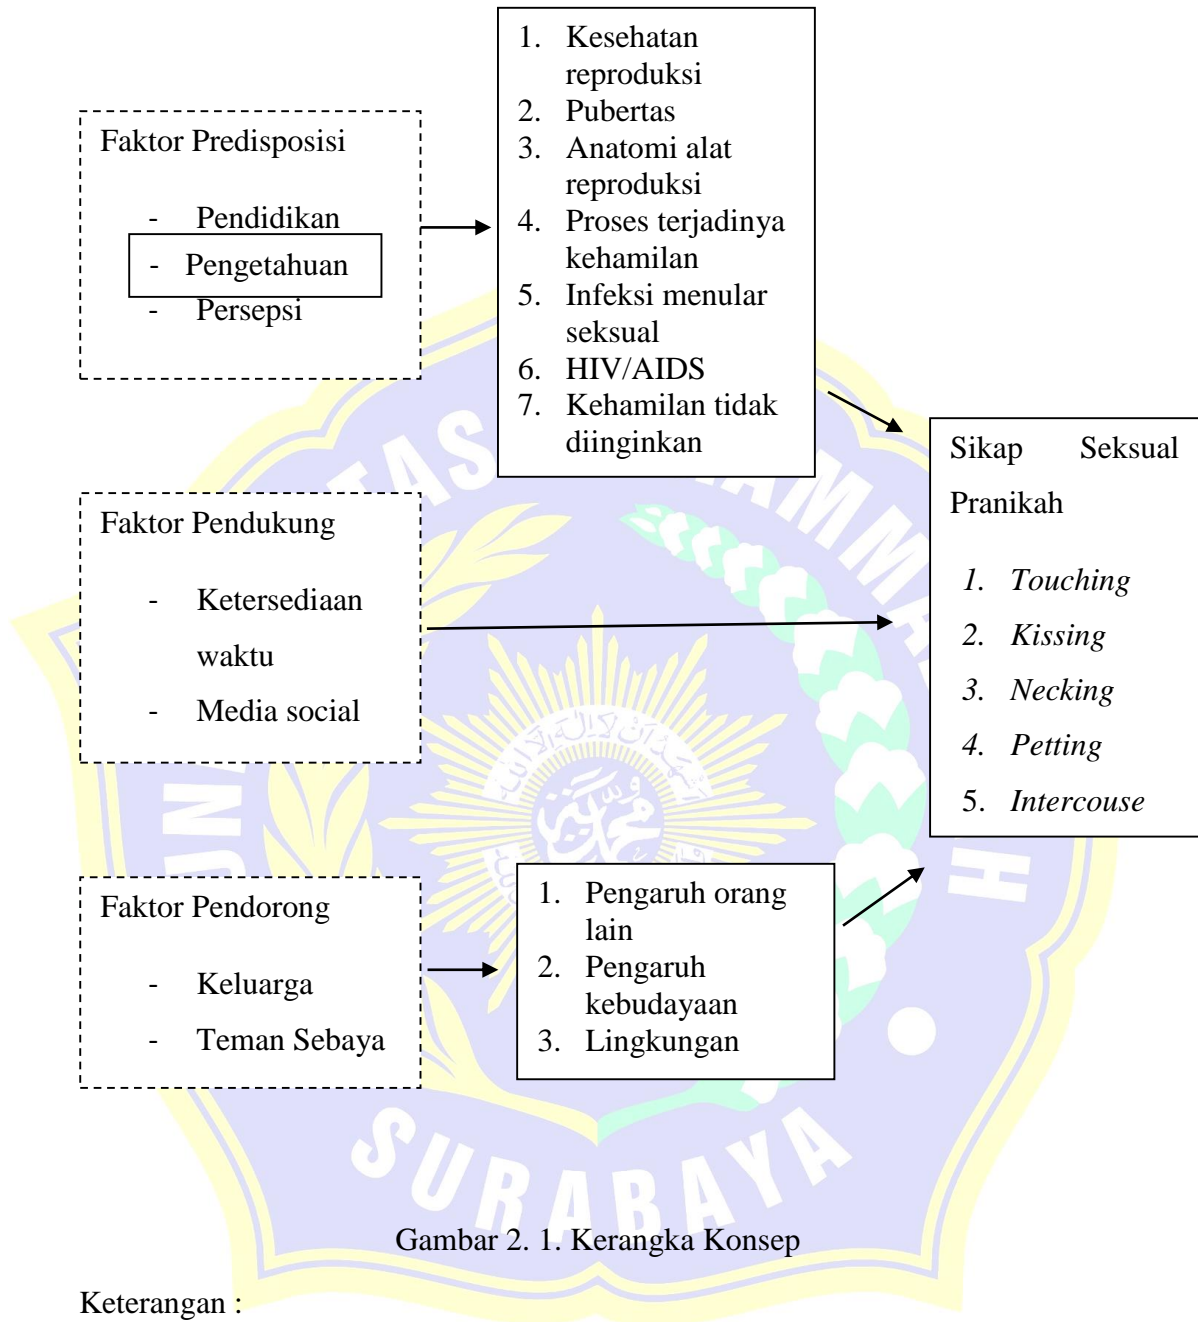 1. Kesehatan
reproduksi
2. Pubertas
3. Anatomi alat
reproduksi
4. Proses terjadinya
kehamilan
5. Infeksi menular
seksual
6. HIV/AIDS
7. Kehamilan tidak
diinginkan
Faktor Predisposisi
- Pendidikan
- Pengetahuan
- Persepsi
Faktor Pendukung
- Ketersediaan
waktu
- Media social
Sikap Seksual
Pranikah
1. Touching
2. Kissing
3. Necking
4. Petting
5. Intercouse
Faktor Pendorong
- Keluarga
- Teman Sebaya
1. Pengaruh orang
lain
2. Pengaruh
kebudayaan
3. Lingkungan
SURABAYA
Gambar 2. 1. Kerangka Konsep
Keterangan :